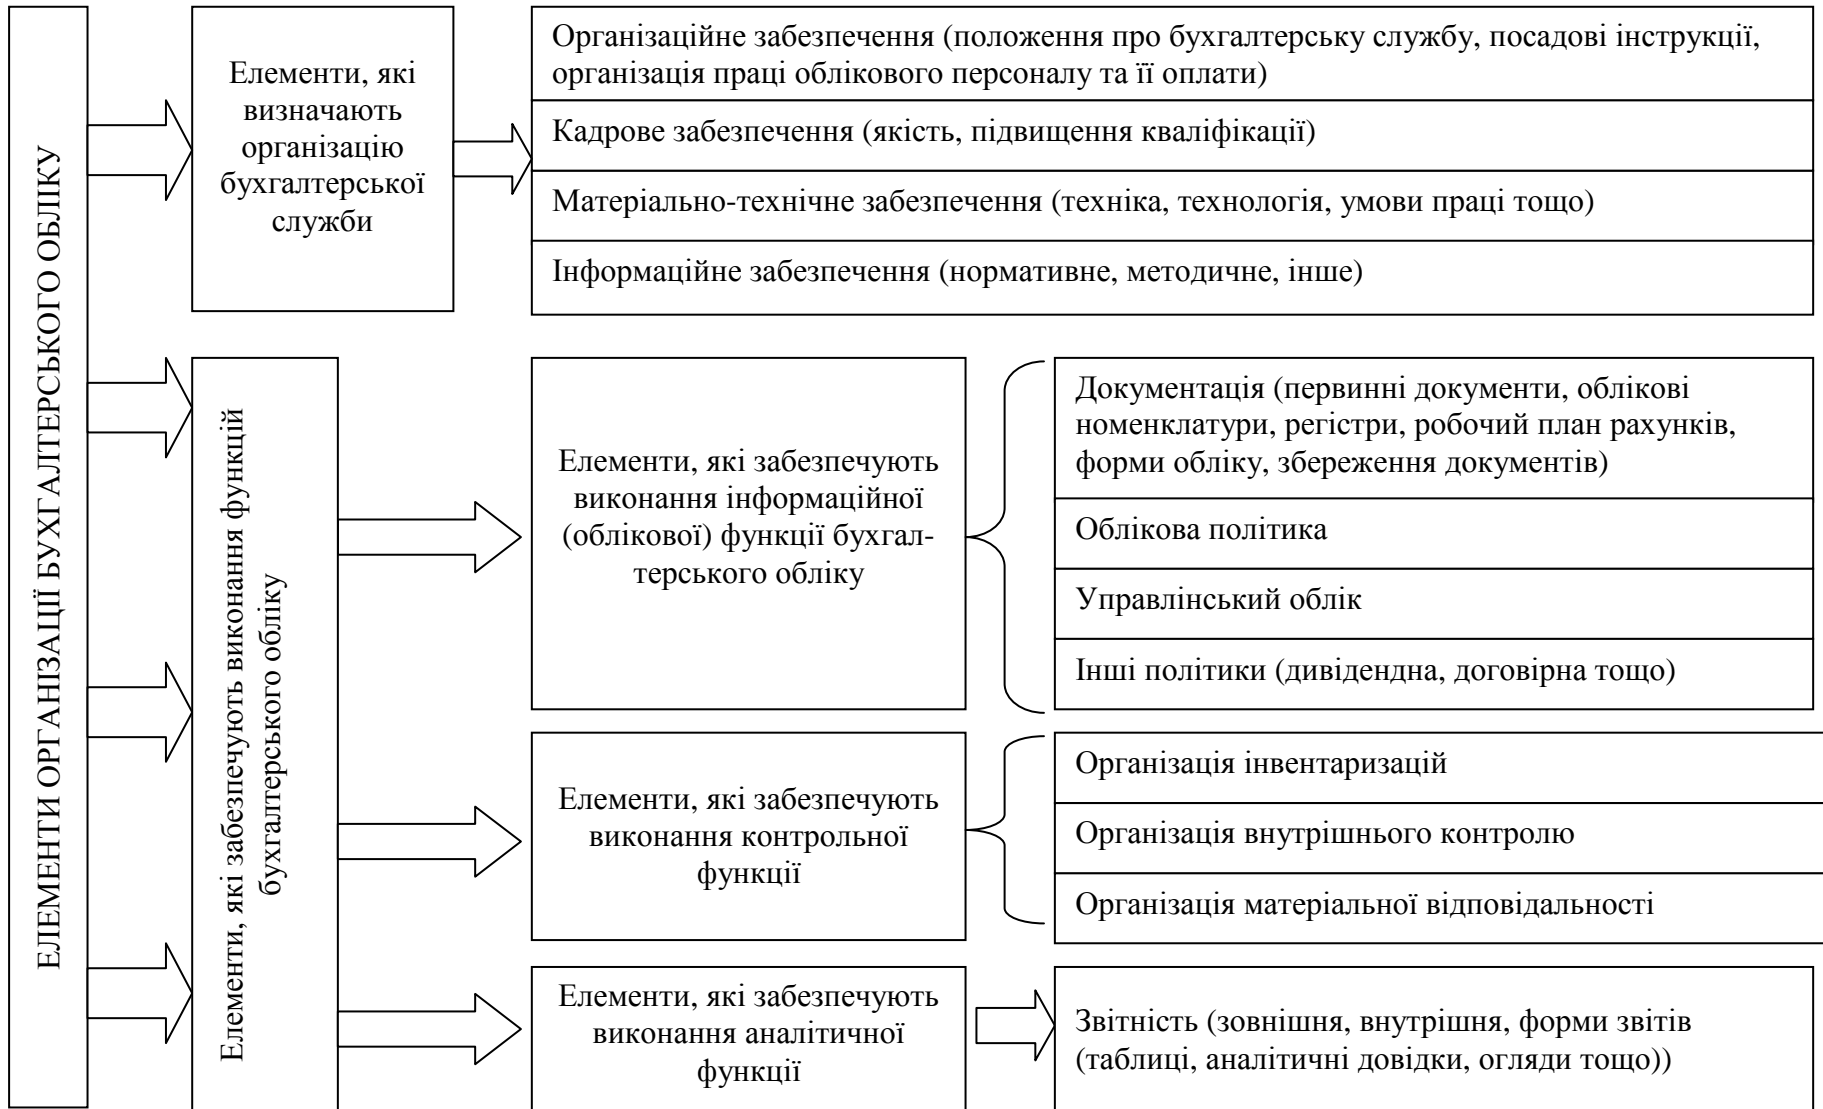 ЕЛЕМЕНТИ ОРГАНІЗАЦІЇ БУХГАЛТЕРСЬКОГО ОБЛІКУ
Елементи, які
визначають
організацію
бухгалтерської
служби
Організаційне забезпечення (положення про бухгалтерську службу, посадові інструкції,
організація праці облікового персоналу та її оплати)
Кадрове забезпечення (якість, підвищення кваліфікації)
Матеріально-технічне забезпечення (техніка, технологія, умови праці тощо)
Інформаційне забезпечення (нормативне, методичне, інше)
Елементи, які забезпечують виконання функцій
бухгалтерського обліку
Елементи, які забезпечують
виконання інформаційної
(облікової) функції бухгал-
терського обліку
Документація (первинні документи, облікові
номенклатури, регістри, робочий план рахунків,
форми обліку, збереження документів)
Облікова політика
Управлінський облік
Інші політики (дивідендна, договірна тощо)
Елементи, які забезпечують
виконання контрольної
функції
Організація інвентаризацій
Організація внутрішнього контролю
Організація матеріальної відповідальності
Елементи, які забезпечують
виконання аналітичної
функції
Звітність (зовнішня, внутрішня, форми звітів
(таблиці, аналітичні довідки, огляди тощо))